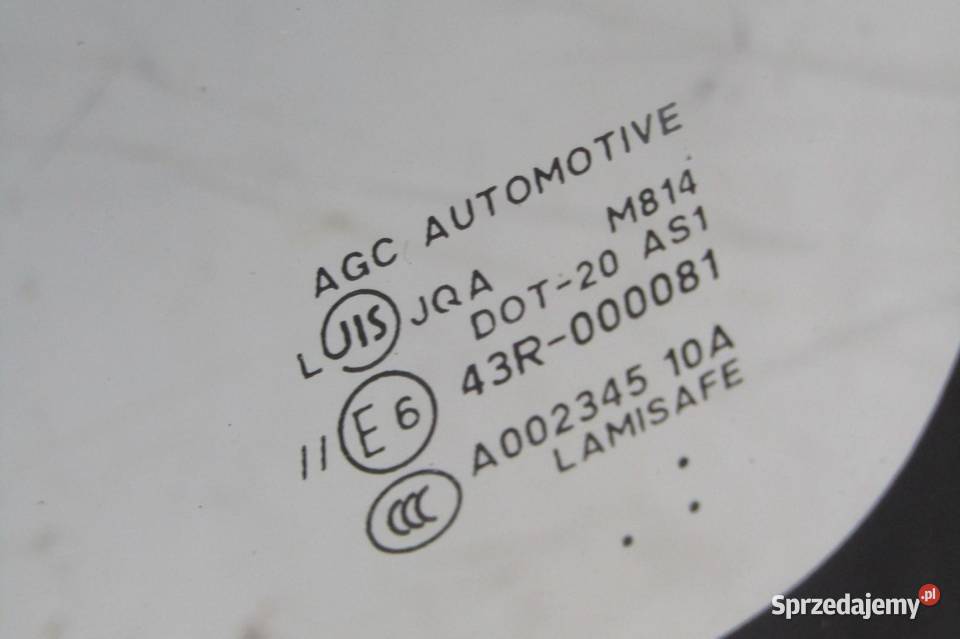 AGC AUTOMOTIVE
M814
L JIS JQA DOT-20 AS1
II E6 43R-000081
CCC A002345 10A
LAMISAFE
Sprzedajemy.pl